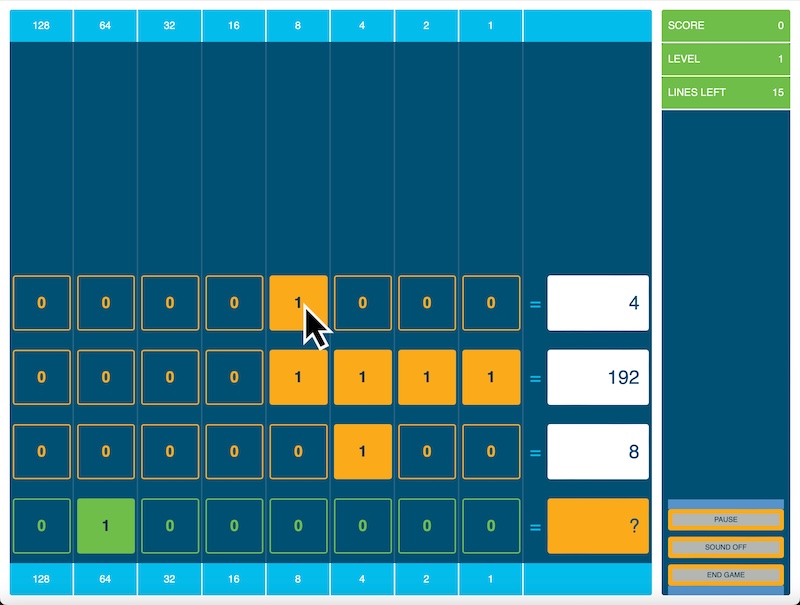 128 64 32 16 8 4 2 1
SCORE 0
LEVEL 1
LINES LEFT 15
0 0 0 0 1 0 0 0 = 4
0 0 0 0 1 1 1 1 = 192
0 0 0 0 0 1 0 0 = 8
0 1 0 0 0 0 0 0 = ?
PAUSE
SOUND OFF
END GAME
128 64 32 16 8 4 2 1